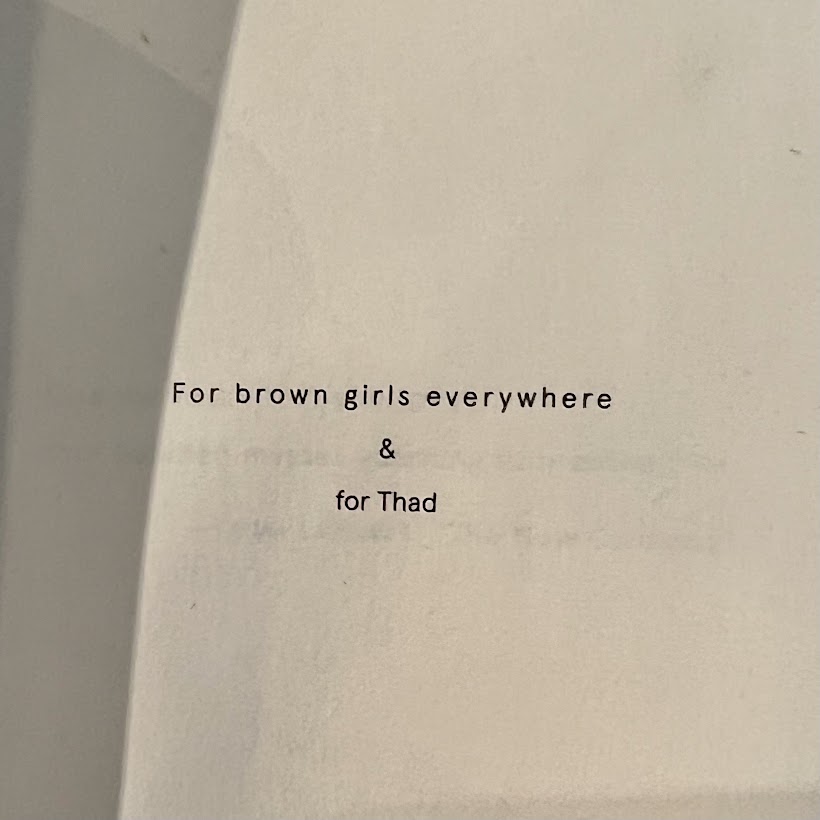 For brown girls everywhere
&
for Thad